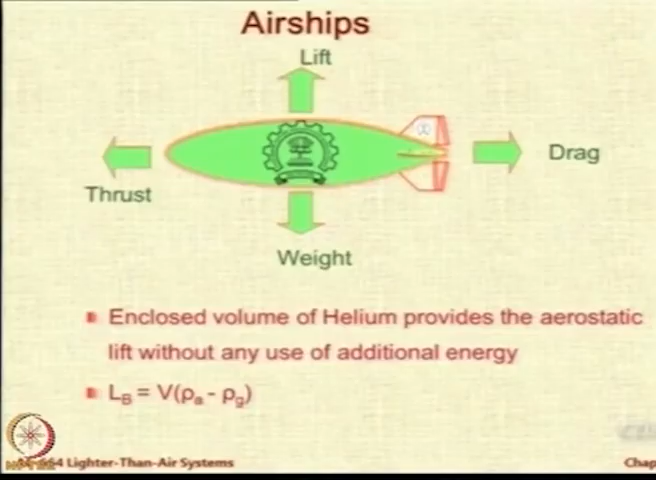 Airships
Lift
Thrust
Drag
Weight
Enclosed volume of Helium provides the aerostatic
lift without any use of additional energy
L_B = V(ρ_a - ρ_g)
Lighter-Than-Air Systems
Chap